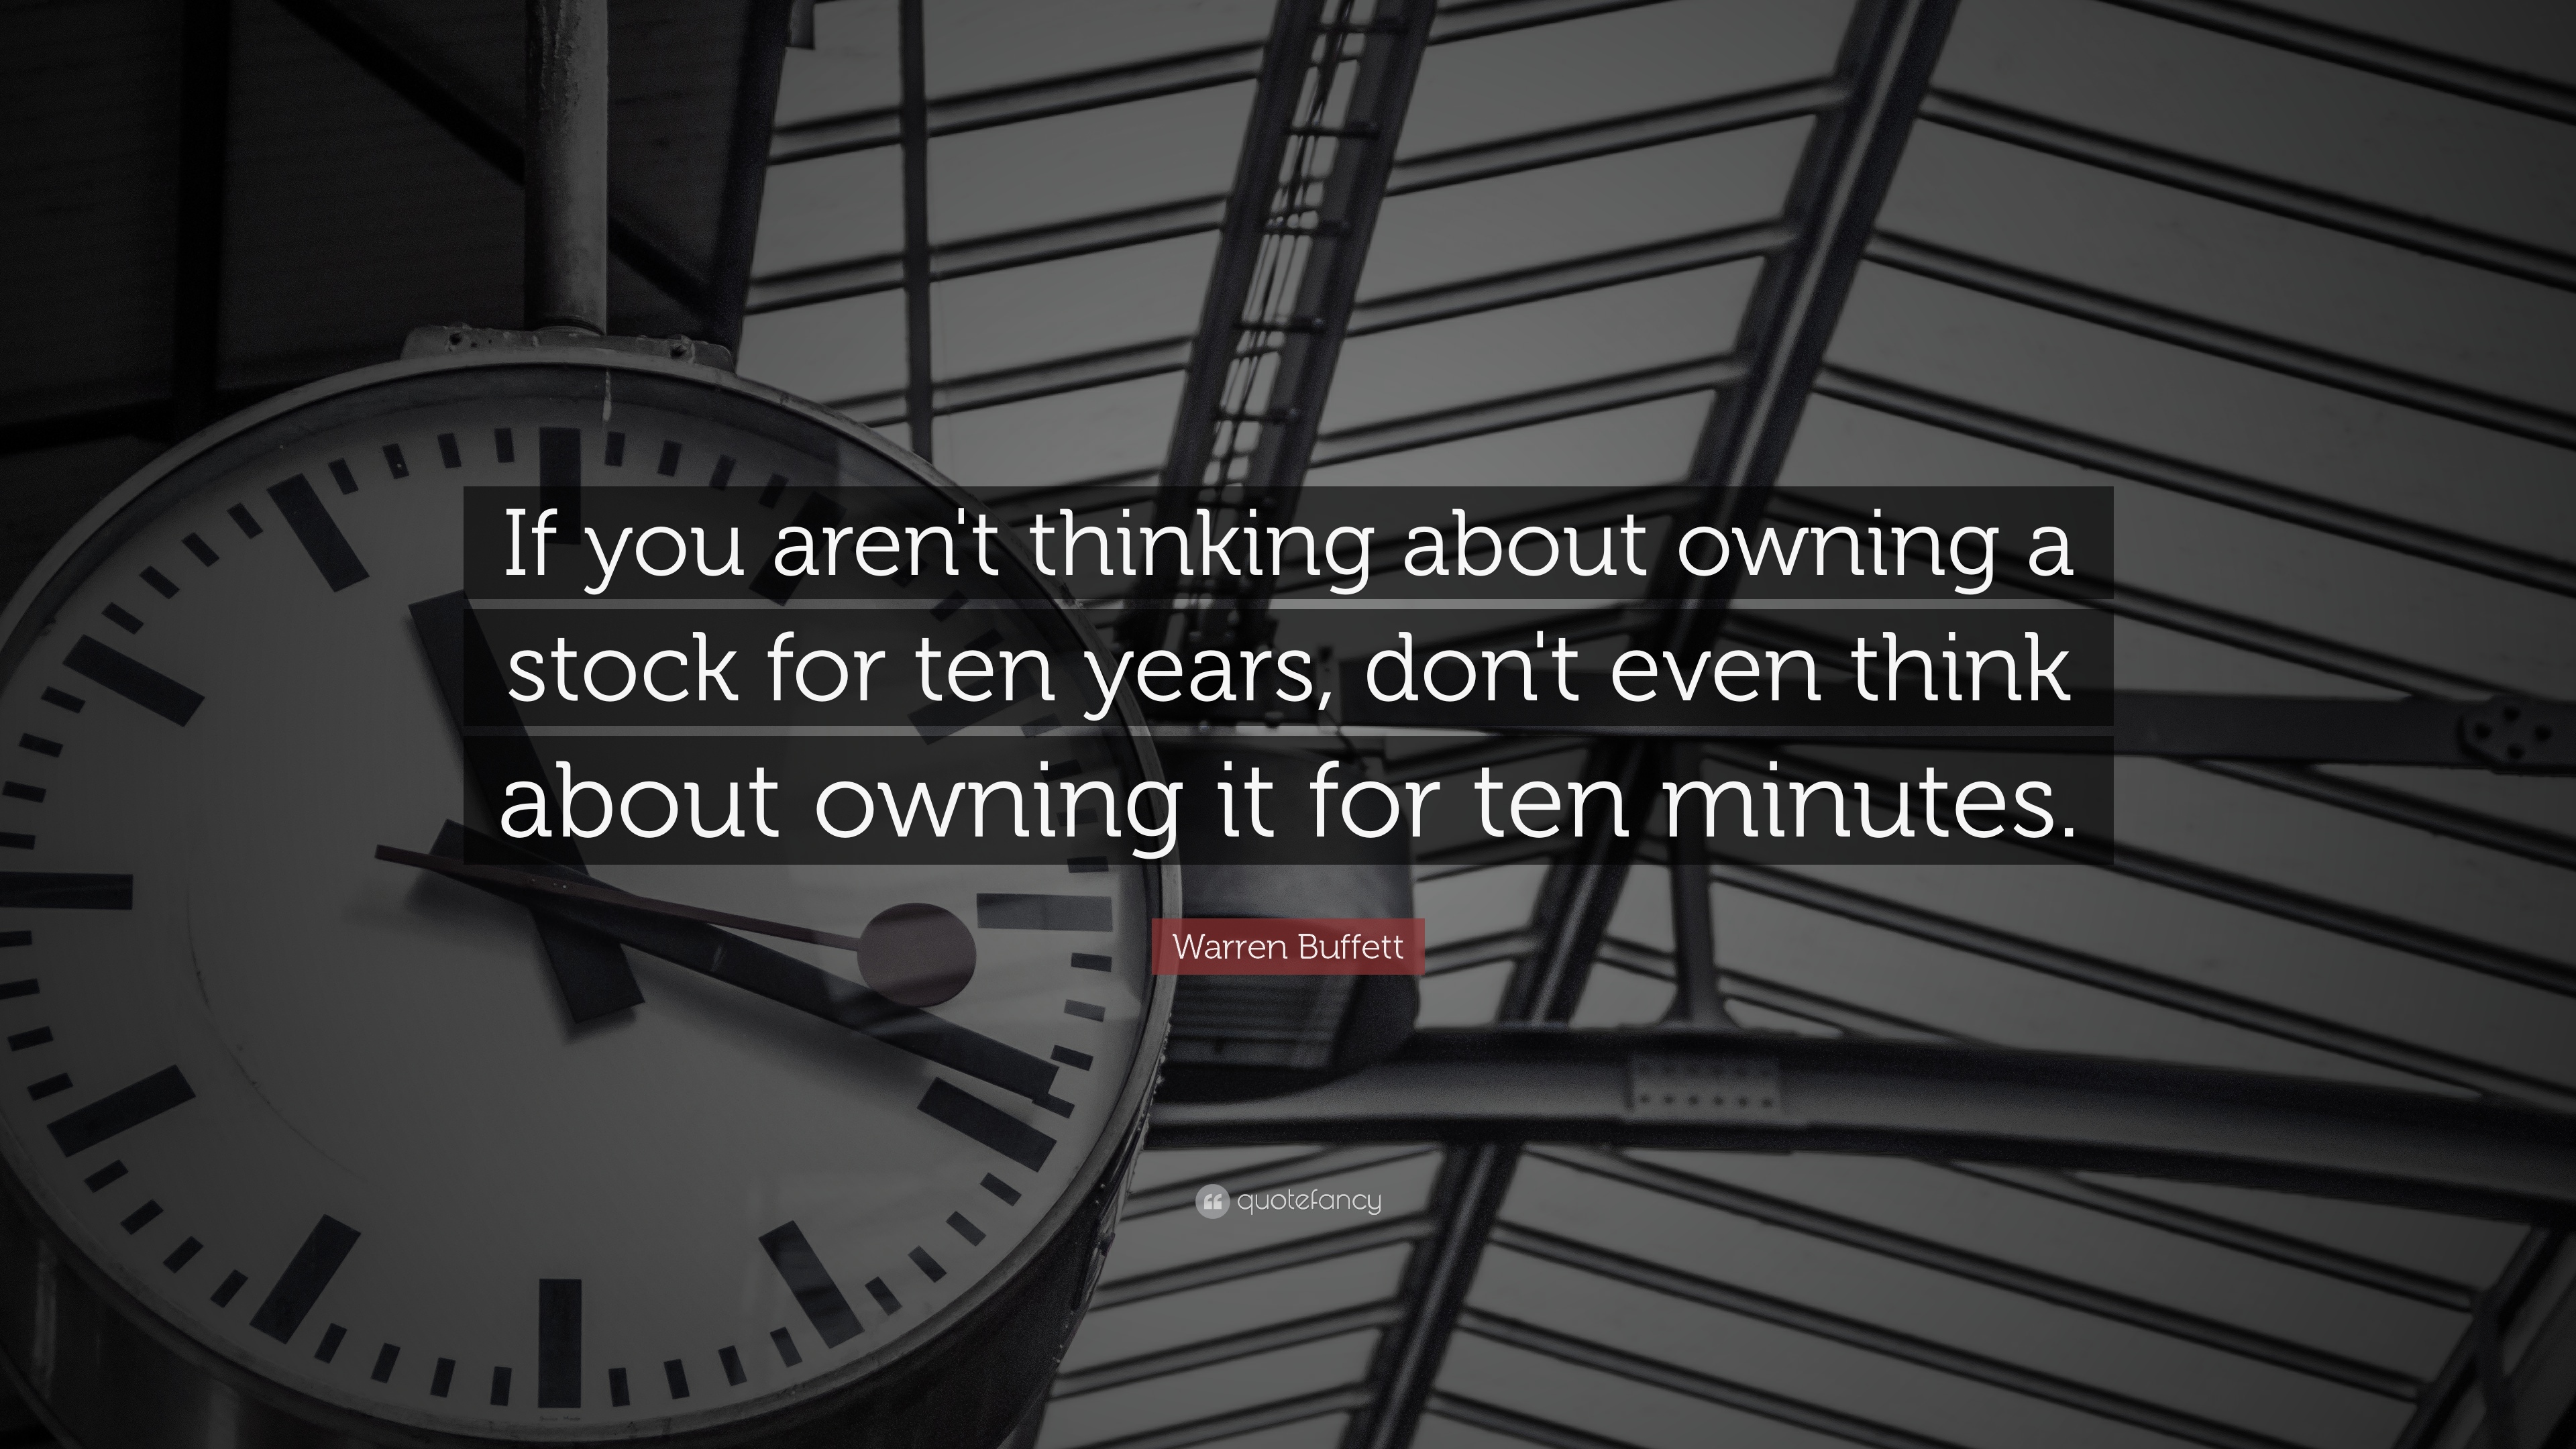 If you aren't thinking about owning a
stock for ten years, don't even think
about owning it for ten minutes.
Warren Buffett
quotefancy